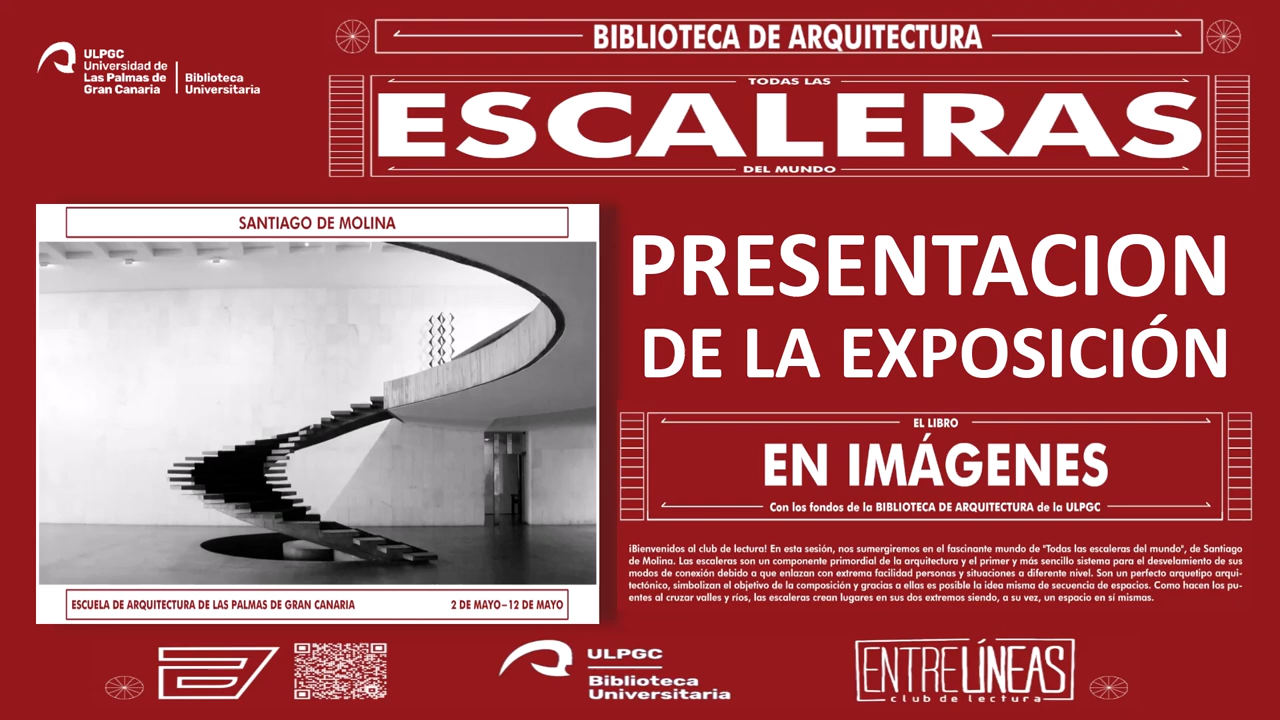 ULPGC
Universidad de
Las Palmas de
Gran Canaria
Biblioteca
Universitaria
BIBLIOTECA DE ARQUITECTURA
TODAS LAS
ESCALERAS
DEL MUNDO
SANTIAGO DE MOLINA
ESCUELA DE ARQUITECTURA DE LAS PALMAS DE GRAN CANARIA
2 DE MAYO–12 DE MAYO
PRESENTACION
DE LA EXPOSICIÓN
EL LIBRO
EN IMÁGENES
Con los fondos de la BIBLIOTECA DE ARQUITECTURA de la ULPGC
¡Bienvenidos al club de lectura! En esta sesión, nos sumergiremos en el fascinante mundo de "Todas las escaleras del mundo", de Santiago
de Molina. Las escaleras son un componente primordial de la arquitectura y el primer y más sencillo sistema para el desvelamiento de sus
modos de conexión debido a que enlazan con extrema facilidad personas y situaciones a diferente nivel. Son un perfecto arquetipo arqui-
tectónico, simbolizan el objetivo de la composición y gracias a ellas es posible la idea misma de secuencia de espacios. Como hacen los pu-
entes al cruzar valles y ríos, las escaleras crean lugares en sus dos extremos siendo, a su vez, un espacio en sí mismas.
ULPGC
Biblioteca
Universitaria
ENTRELÍNEAS
club de lectura